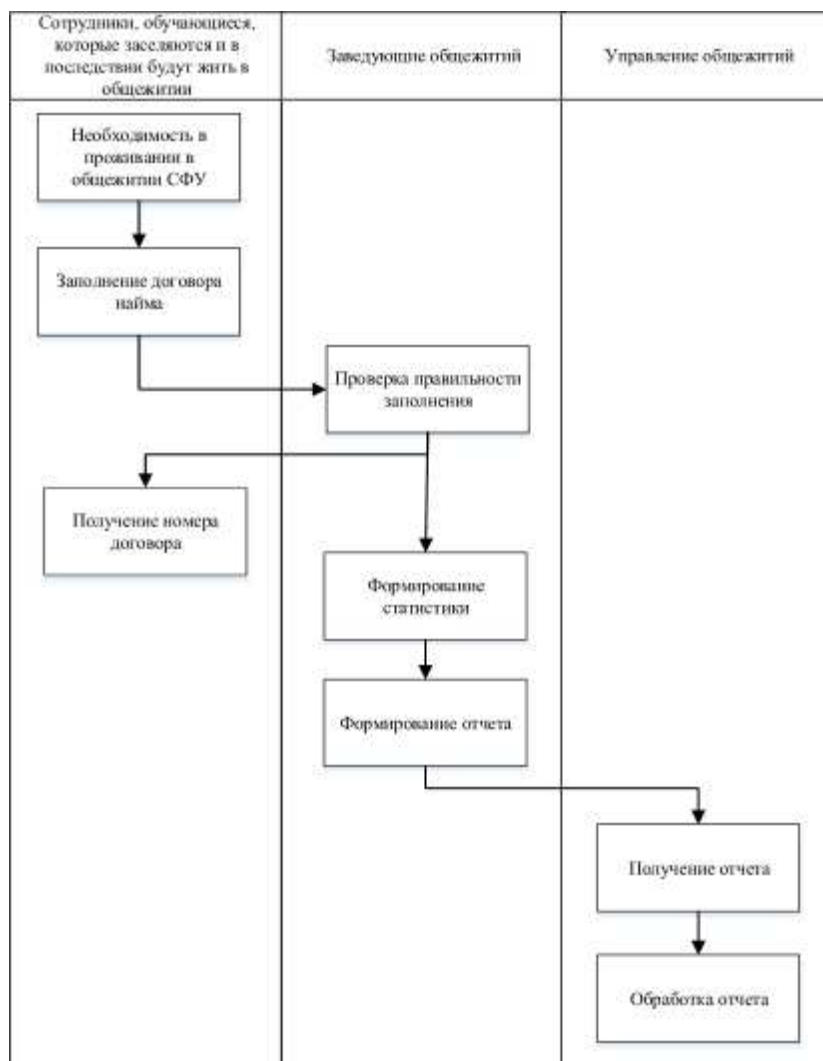 Сотрудники, обучающиеся,
которые заселяются и в
последствии будут жить в
общежитии
Заведующие общежитий
Управление общежитий
Необходимость в
проживании в
общежитии СФУ
Заполнение договора
найма
Проверка правильности
заполнения
Получение номера
договора
Формирование
статистики
Формирование отчета
Получение отчета
Обработка отчета